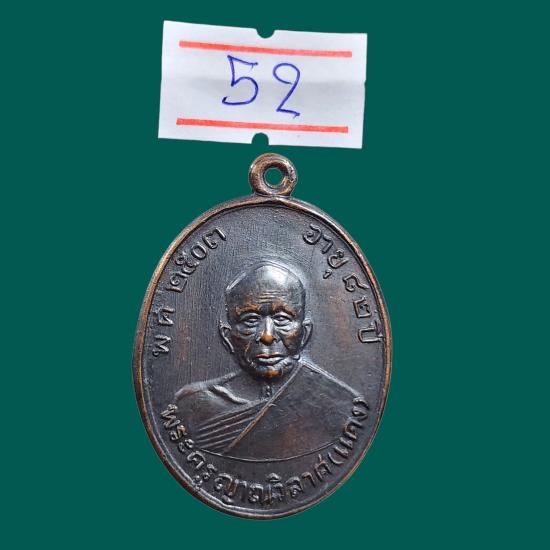 52
พ ศ ๒๕๐๓
อายุ ๘๒ปี
พระครูญาณวิลาศ(แดง)